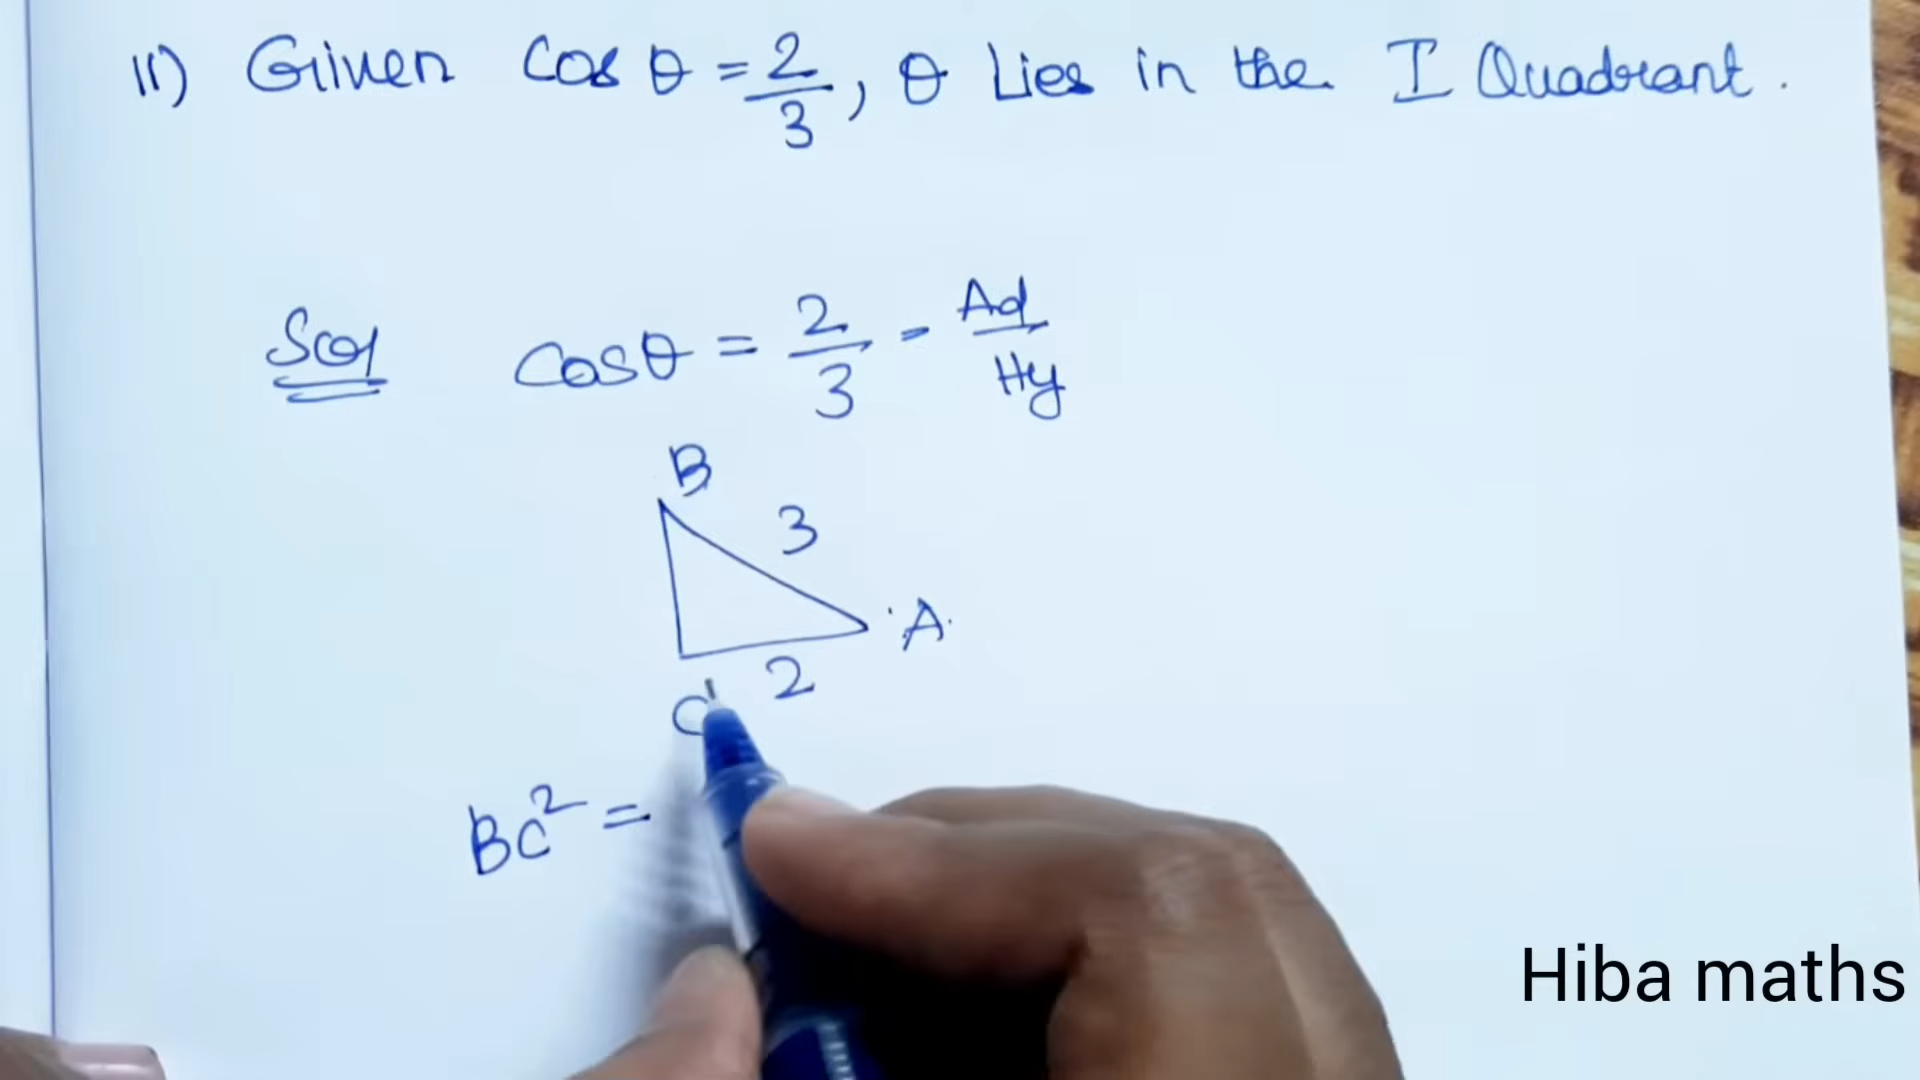 11) Given Cos θ = 2/3, θ Lies in the I Quadrant.
Sol Cosθ = 2/3 = Ad/Hy
B
3
A
2
C
BC² =
Hiba maths